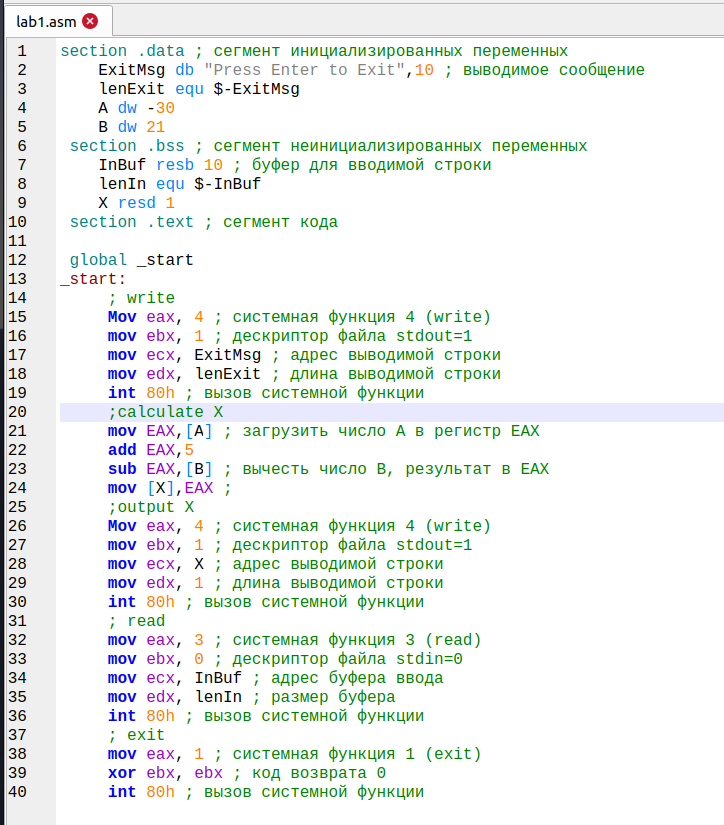 lab1.asm
1 section .data ; сегмент инициализированных переменных
2 ExitMsg db "Press Enter to Exit",10 ; выводимое сообщение
3 lenExit equ $-ExitMsg
4 A dw -30
5 B dw 21
6 section .bss ; сегмент неинициализированных переменных
7 InBuf resb 10 ; буфер для вводимой строки
8 lenIn equ $-InBuf
9 X resd 1
10 section .text ; сегмент кода
11
12 global _start
13 _start:
14 ; write
15 Mov eax, 4 ; системная функция 4 (write)
16 mov ebx, 1 ; дескриптор файла stdout=1
17 mov ecx, ExitMsg ; адрес выводимой строки
18 mov edx, lenExit ; длина выводимой строки
19 int 80h ; вызов системной функции
20 ;calculate X
21 mov EAX,[A] ; загрузить число A в регистр EAX
22 add EAX,5
23 sub EAX,[B] ; вычесть число B, результат в EAX
24 mov [X],EAX ;
25 ;output X
26 Mov eax, 4 ; системная функция 4 (write)
27 mov ebx, 1 ; дескриптор файла stdout=1
28 mov ecx, X ; адрес выводимой строки
29 mov edx, 1 ; длина выводимой строки
30 int 80h ; вызов системной функции
31 ; read
32 mov eax, 3 ; системная функция 3 (read)
33 mov ebx, 0 ; дескриптор файла stdin=0
34 mov ecx, InBuf ; адрес буфера ввода
35 mov edx, lenIn ; размер буфера
36 int 80h ; вызов системной функции
37 ; exit
38 mov eax, 1 ; системная функция 1 (exit)
39 xor ebx, ebx ; код возврата 0
40 int 80h ; вызов системной функции